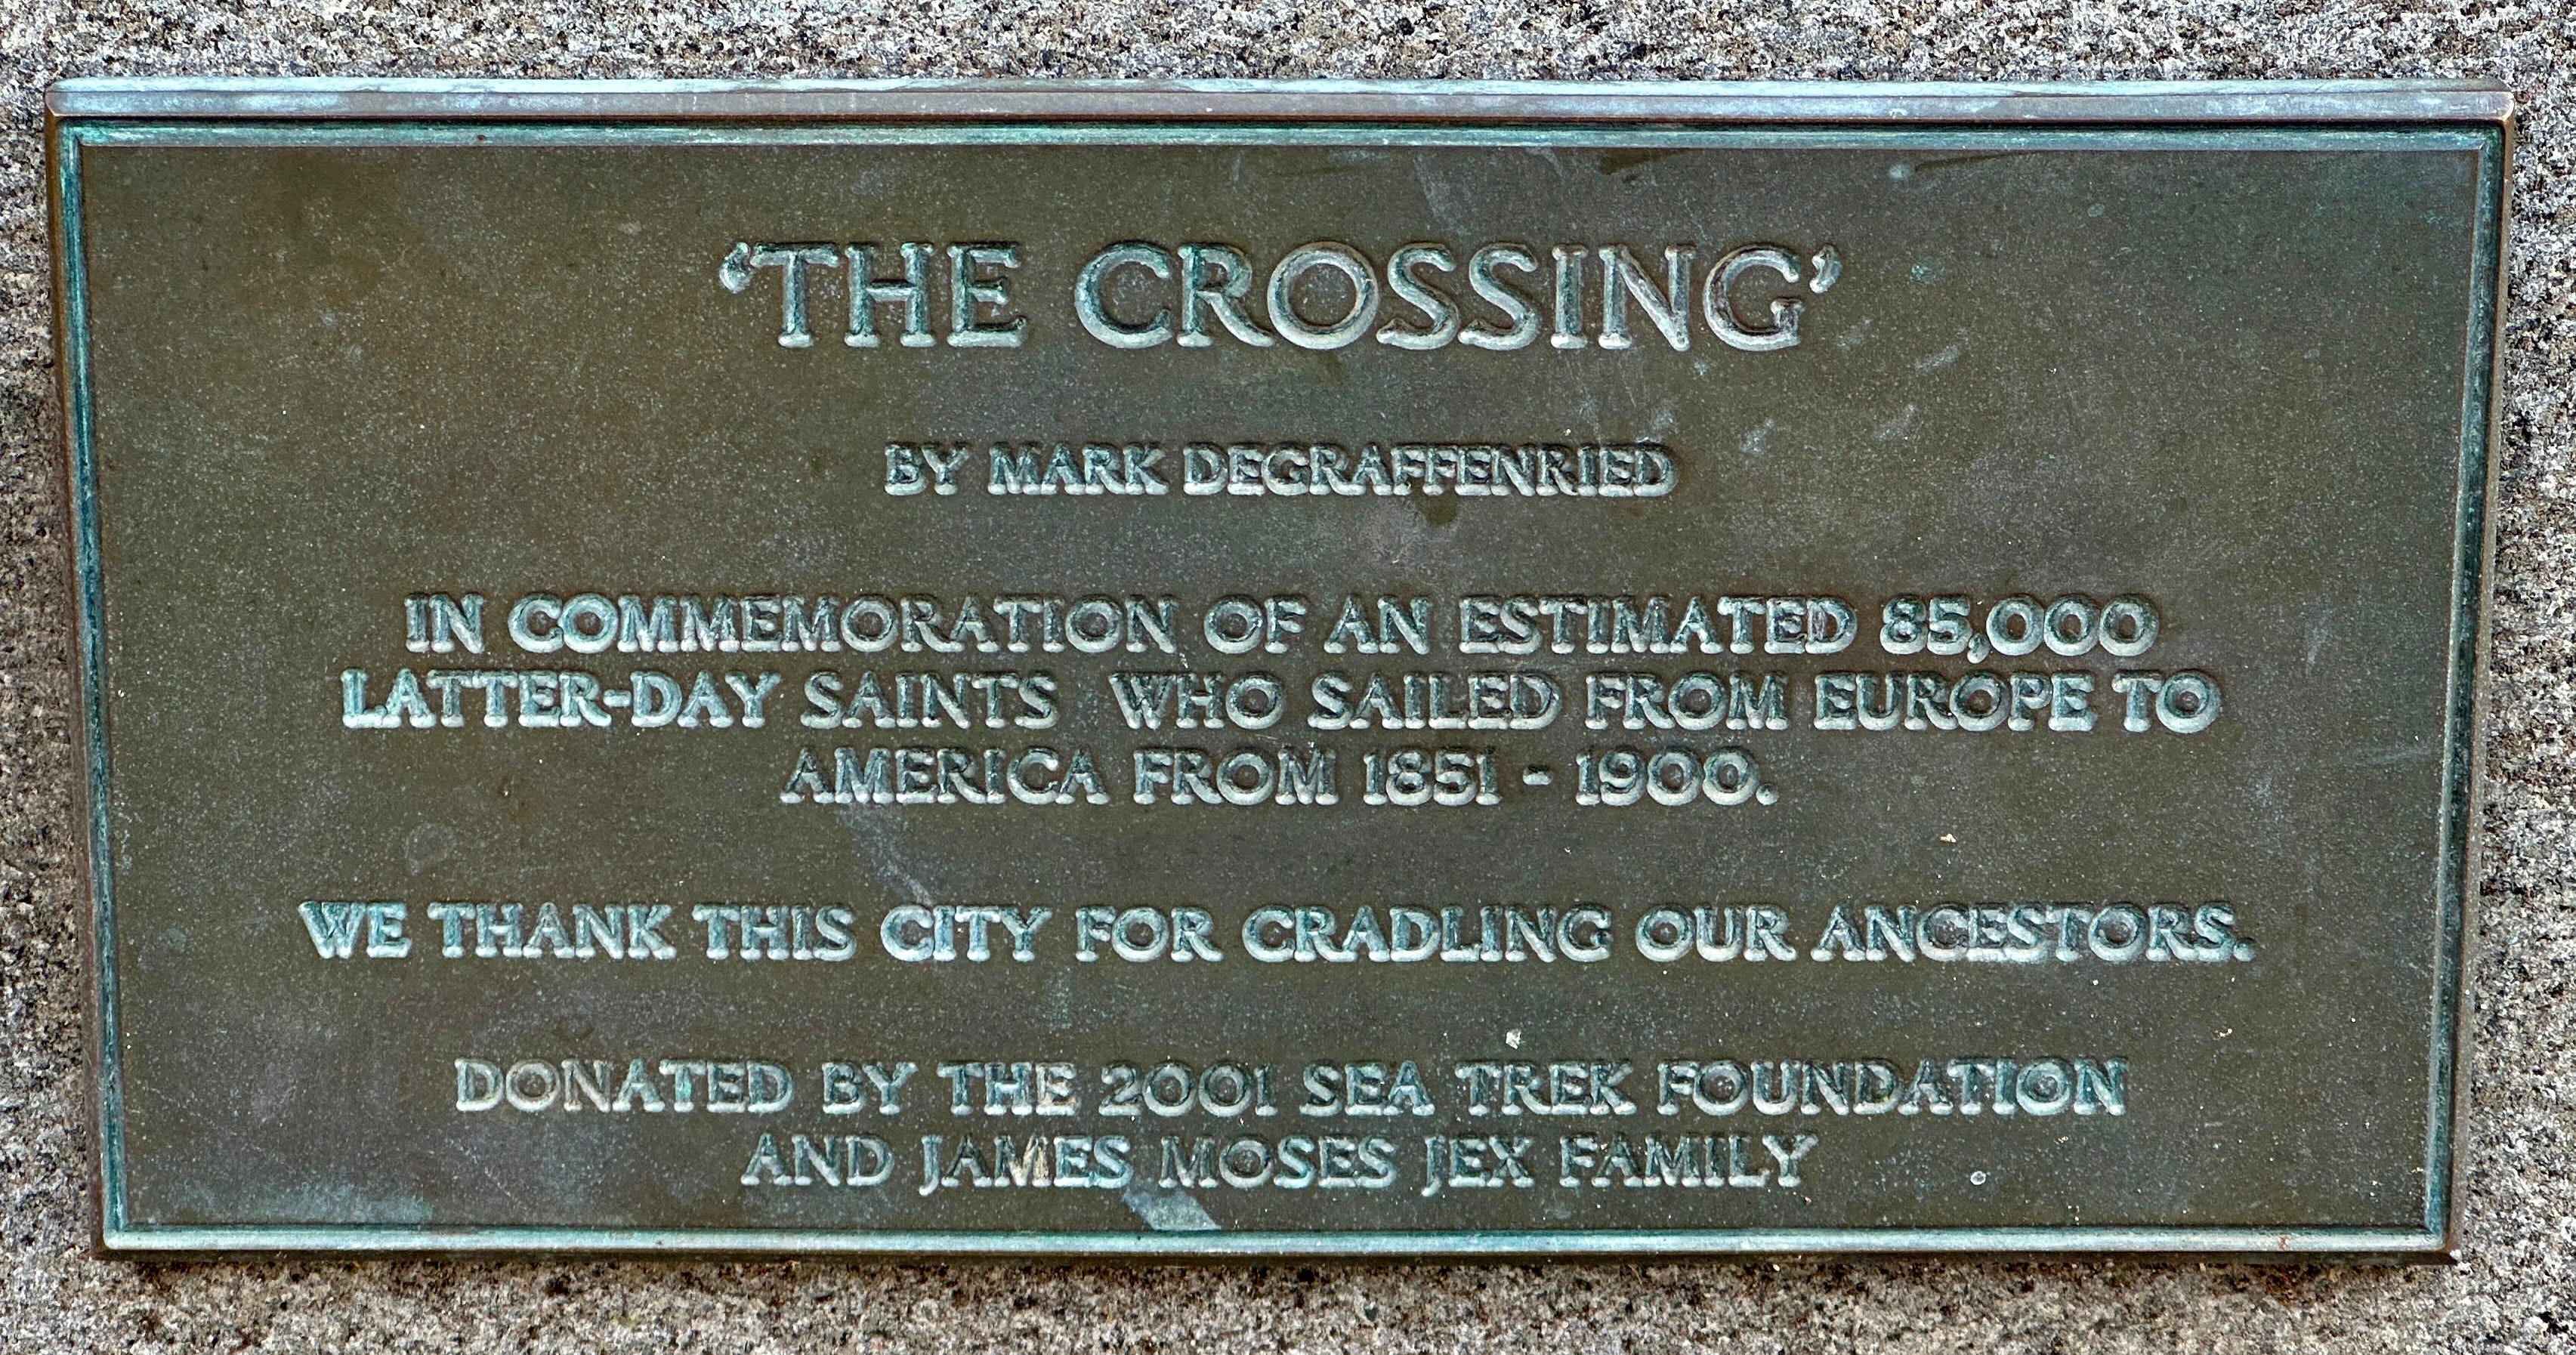 ‘THE CROSSING’
BY MARK DEGRAFFENRIED
IN COMMEMORATION OF AN ESTIMATED 85,000
LATTER-DAY SAINTS WHO SAILED FROM EUROPE TO
AMERICA FROM 1851 - 1900.
WE THANK THIS CITY FOR CRADLING OUR ANCESTORS.
DONATED BY THE 2001 SEA TREK FOUNDATION
AND JAMES MOSES JEX FAMILY